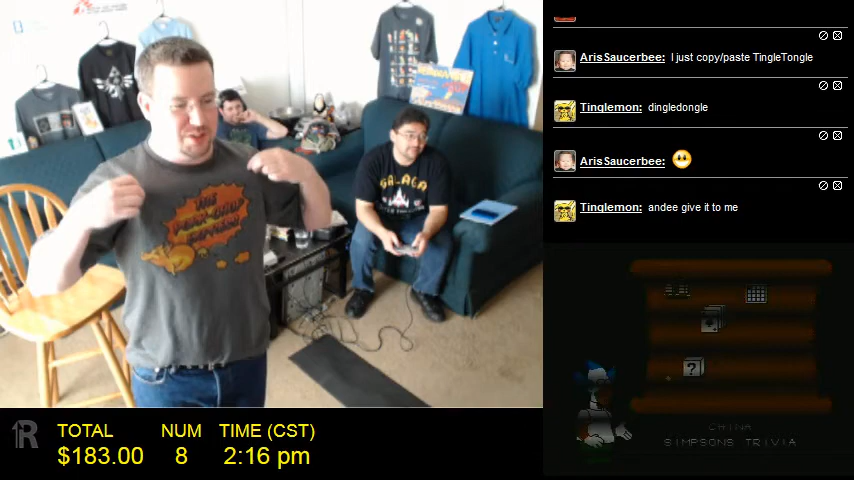 GALAGA
ArisSaucerbee: I just copy/paste TingleTongle
Tinglemon: dingledongle
ArisSaucerbee:
Tinglemon: andee give it to me
?
CHINA
SIMPSONS TRIVIA
R
TOTAL NUM TIME (CST)
$183.00 8 2:16 pm